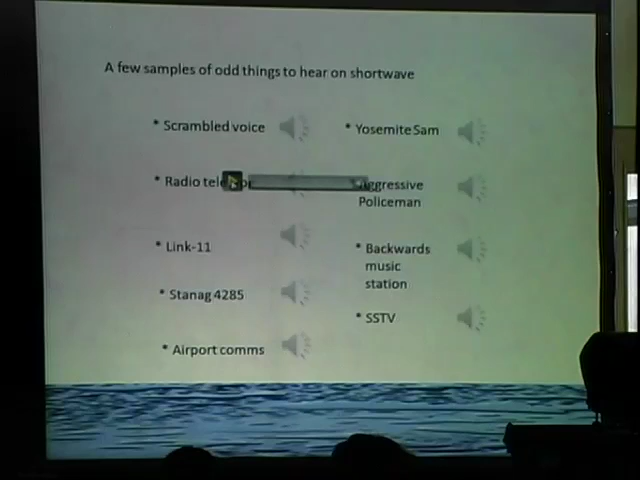 A few samples of odd things to hear on shortwave
* Scrambled voice
* Radio
* Link-11
* Stanag 4285
* Airport comms
* Yosemite Sam
Aggressive
Policeman
* Backwards
music
station
* SSTV